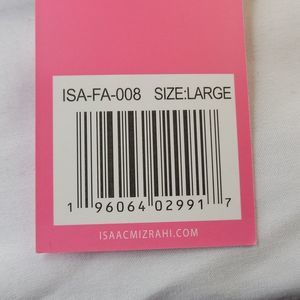 ISA-FA-008 SIZE:LARGE
1 96064 02991 7
ISAACMIZRAHI.COM